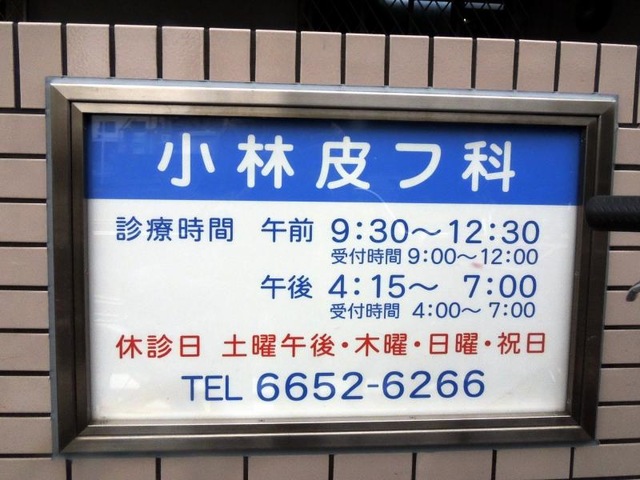 小林皮フ科
診療時間 午前 9:30〜12:30
受付時間 9:00〜12:00
午後 4:15〜 7:00
受付時間 4:00〜 7:00
休診日 土曜午後・木曜・日曜・祝日
TEL 6652-6266